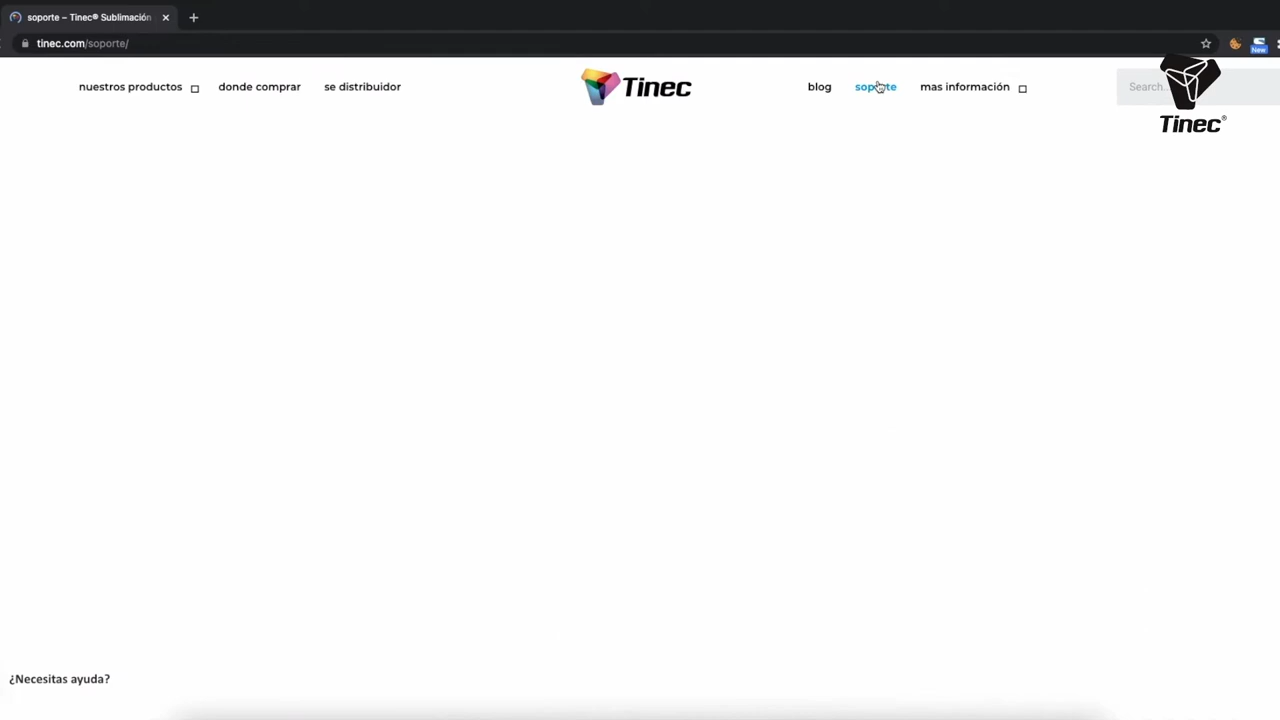 soporte – Tinec® Sublimación
tinec.com/soporte/
New
nuestros productos
donde comprar
se distribuidor
Tinec
blog
soporte
mas información
Search...
Tinec®
¿Necesitas ayuda?